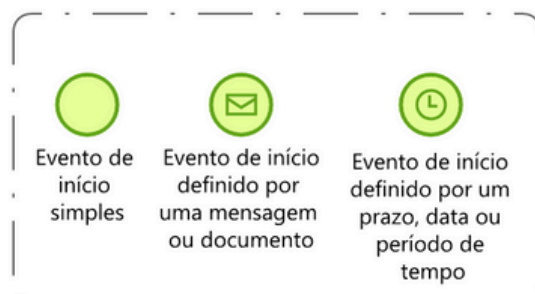 Evento de
início
simples
Evento de início
definido por
uma mensagem
ou documento
Evento de início
definido por um
prazo, data ou
período de
tempo